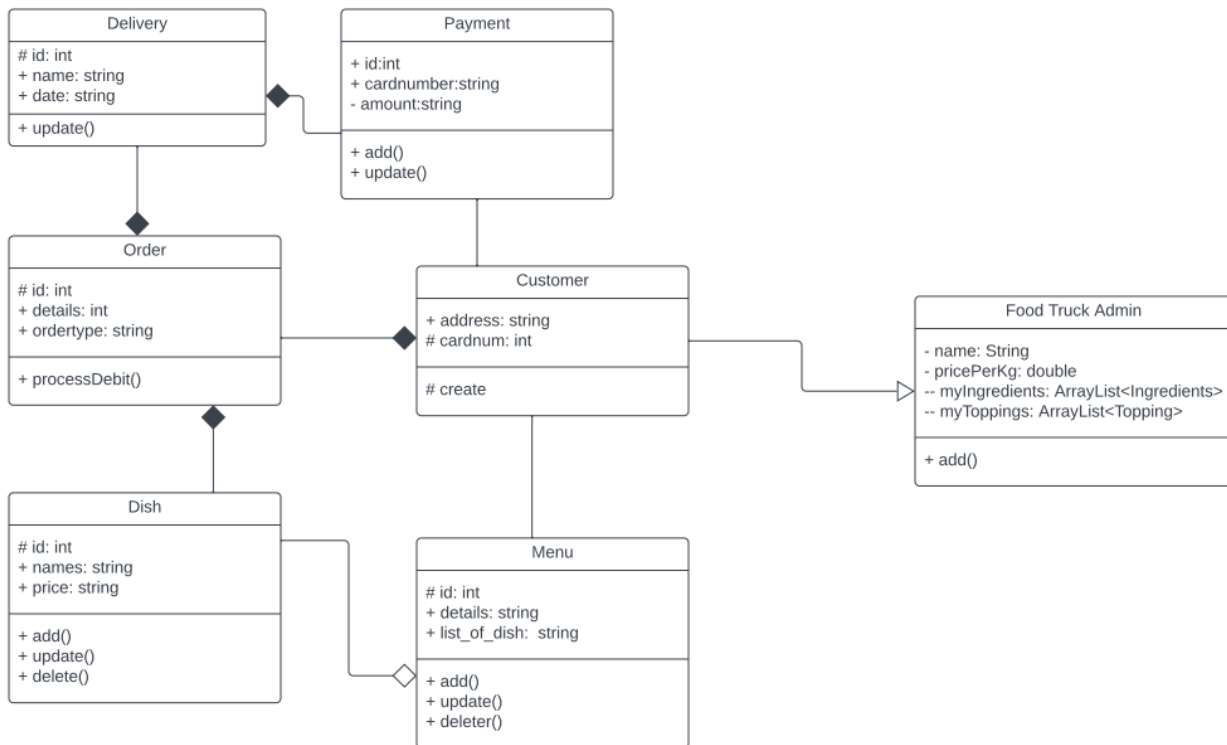 Delivery
# id: int
+ name: string
+ date: string
+ update()
Payment
+ id:int
+ cardnumber:string
- amount:string
+ add()
+ update()
Order
# id: int
+ details: int
+ ordertype: string
+ processDebit()
Customer
+ address: string
# cardnum: int
# create
Food Truck Admin
- name: String
- pricePerKg: double
-- myIngredients: ArrayList<Ingredients>
-- myToppings: ArrayList<Topping>
+ add()
Dish
# id: int
+ names: string
+ price: string
+ add()
+ update()
+ delete()
Menu
# id: int
+ details: string
+ list_of_dish:  string
+ add()
+ update()
+ deleter()